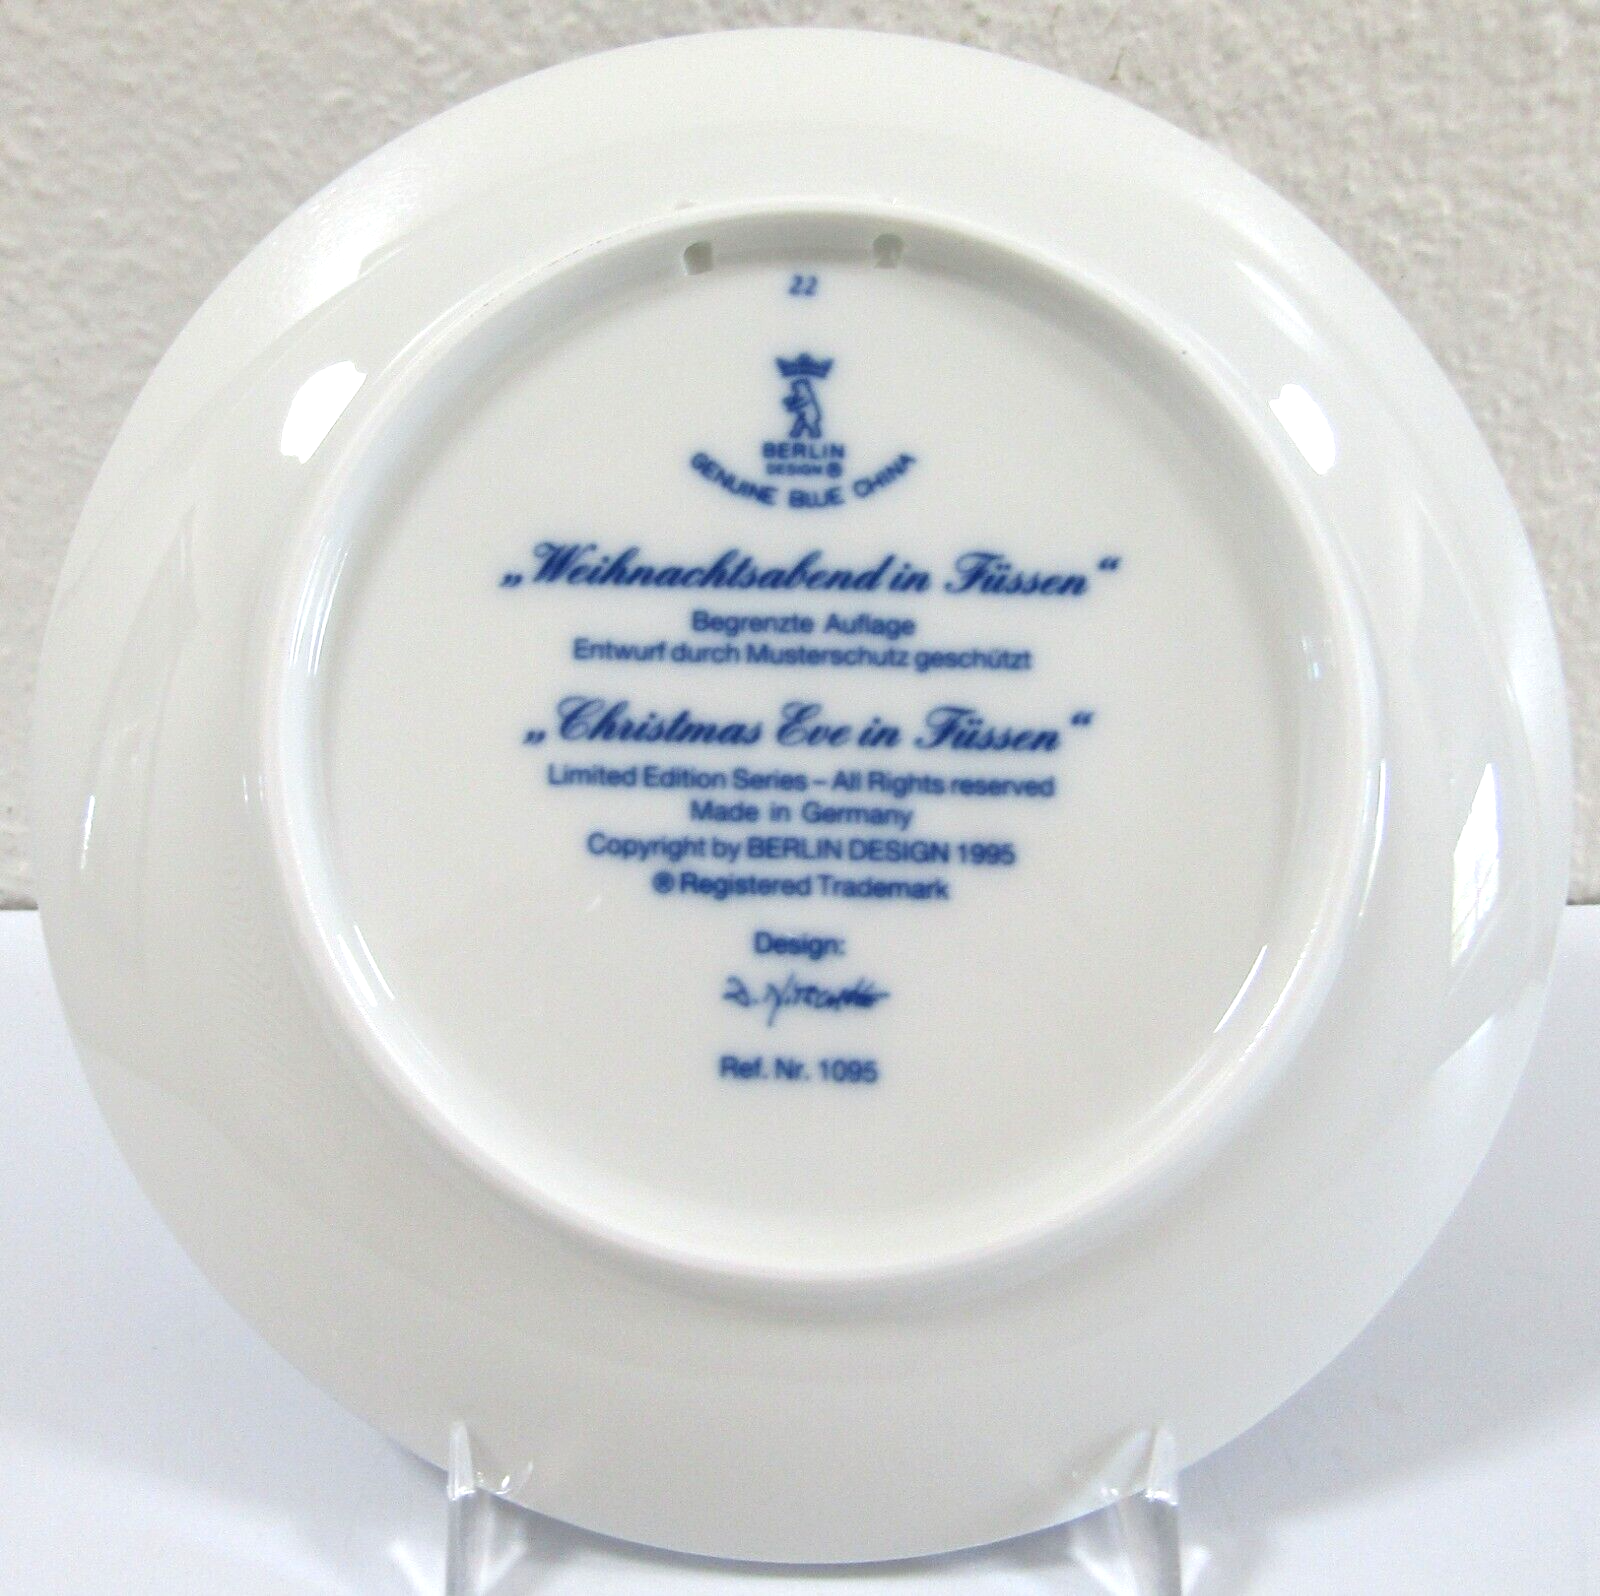 22
BERLIN
DESIGN ®
GENUINE BLUE CHINA
„Weihnachtsabend in Füssen“
Begrenzte Auflage
Entwurf durch Musterschutz geschützt
„Christmas Eve in Füssen“
Limited Edition Series – All Rights reserved
Made in Germany
Copyright by BERLIN DESIGN 1995
® Registered Trademark
Design:
Ref. Nr. 1095